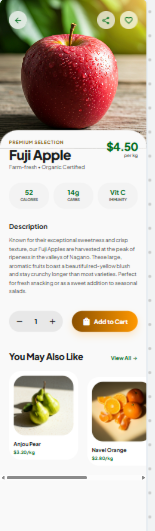 PREMIUM SELECTION
Fuji Apple
$4.50
per kg
Farm-fresh • Organic Certified
52
CALORIES
14g
CARBS
Vit C
IMMUNITY
Description
Known for their exceptional sweetness and crisp
texture, our Fuji Apples are harvested at the peak of
ripeness in the valley of Nagano. These large,
aromatic fruits boast a beautiful red-yellow blush
and stay crunchy longer than most varieties. Perfect
for fresh snacking or as a sweet addition to seasonal
salads.
− 1 +
Add to Cart
You May Also Like
View All →
Anjou Pear
$3.20/kg
Navel Orange
$2.80/kg